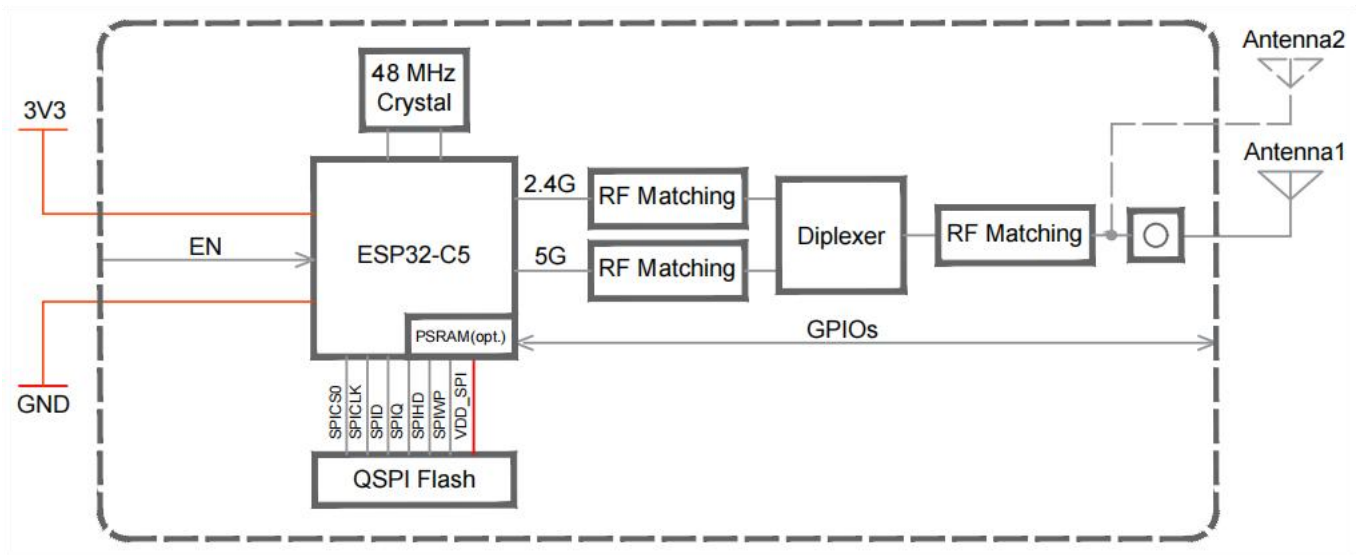 Antenna2
48 MHz
Crystal
3V3
Antenna1
2.4G
RF Matching
EN
ESP32-C5
Diplexer
RF Matching
5G
RF Matching
PSRAM(opt.)
GPIOs
GND
SPICS0
SPICLK
SPID
SPIQ
SPIHD
SPIWP
VDD_SPI
QSPI Flash